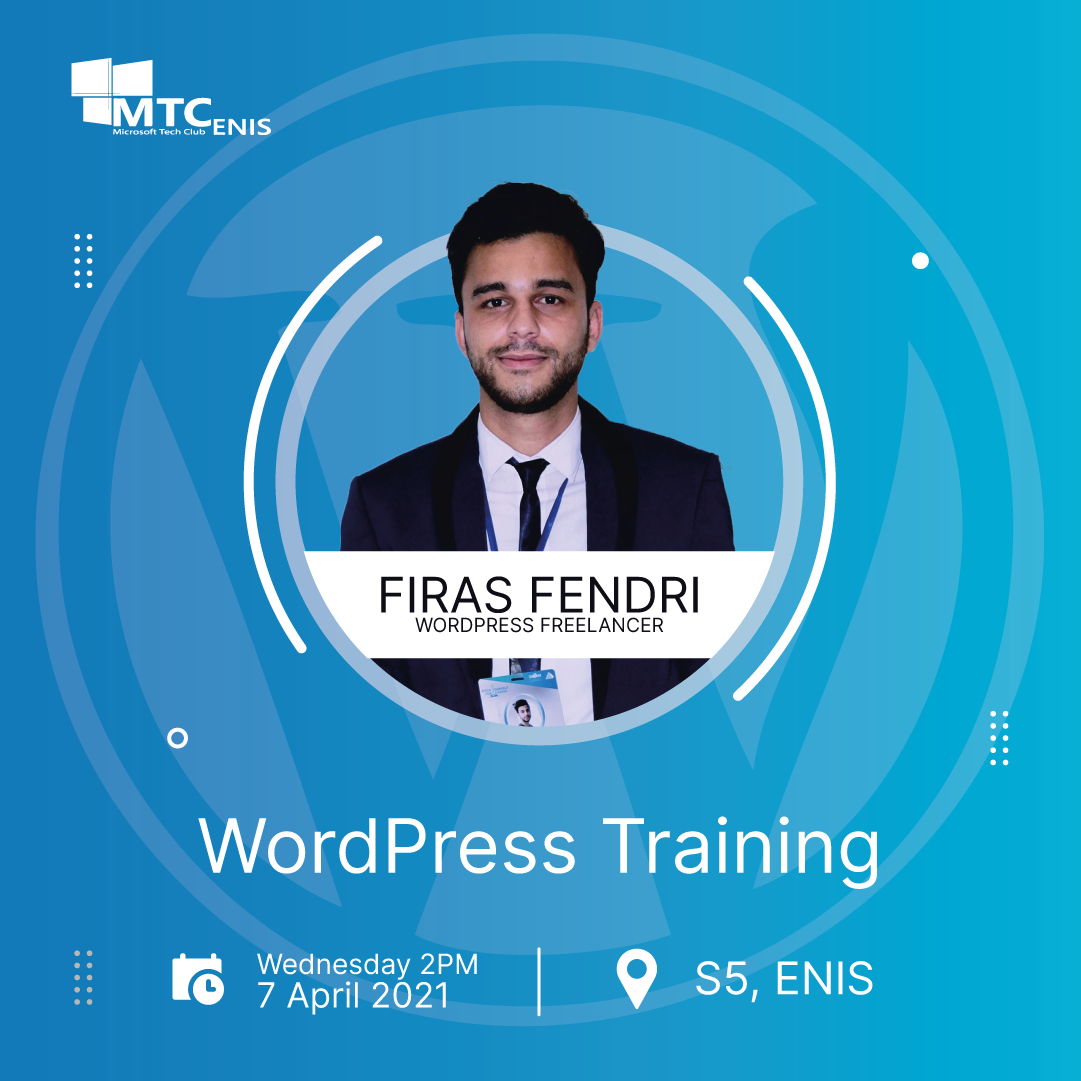 MTC
Microsoft Tech Club ENIS
FIRAS FENDRI
WORDPRESS FREELANCER
WordPress Training
Wednesday 2PM
7 April 2021
S5, ENIS